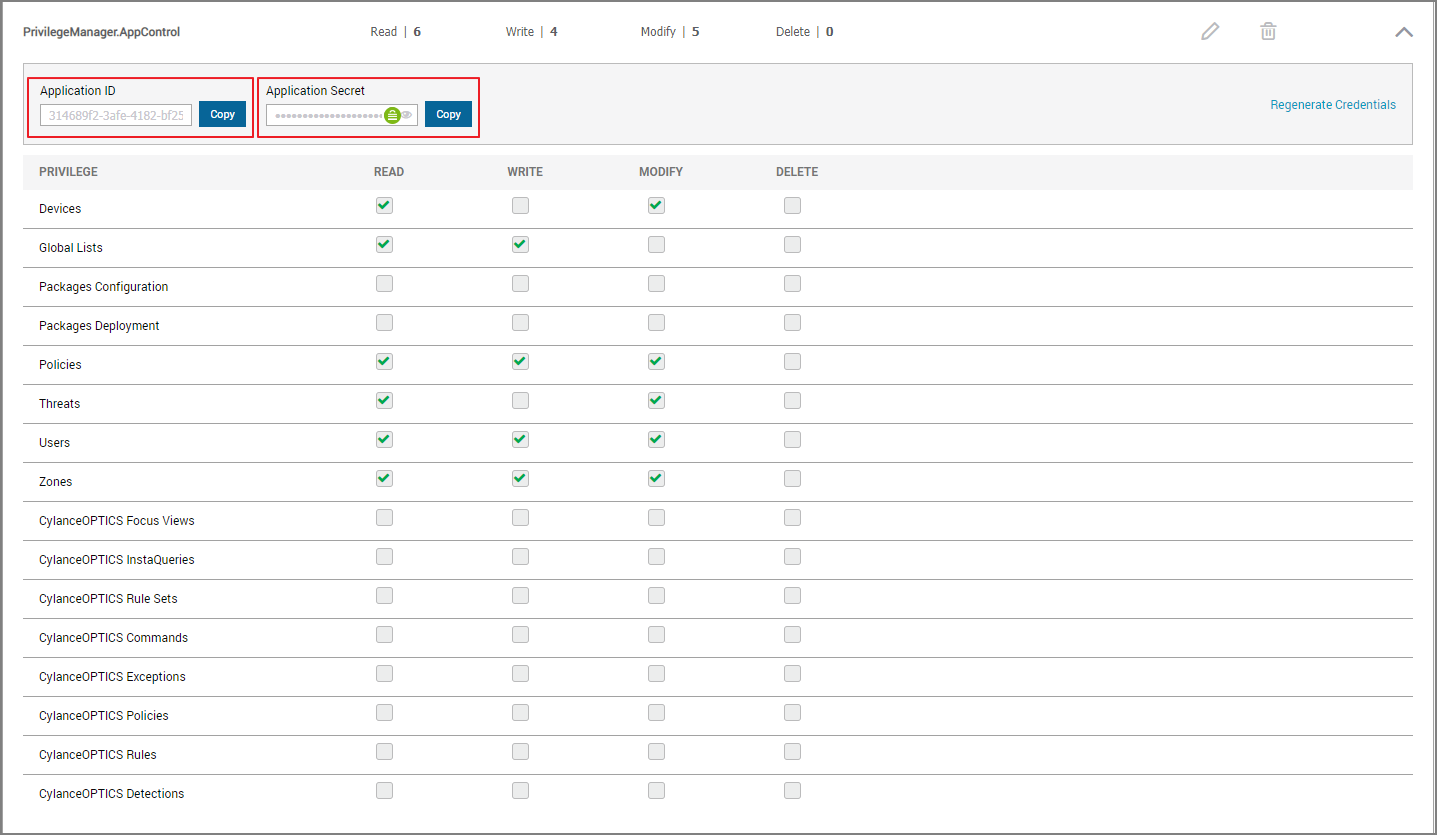 PrivilegeManager.AppControl Read | 6 Write | 4 Modify | 5 Delete | 0
Application ID Application Secret
314689f2-3afe-4182-bf25 Copy •••••••••••••••••••• Copy Regenerate Credentials
PRIVILEGE READ WRITE MODIFY DELETE
Devices
Global Lists
Packages Configuration
Packages Deployment
Policies
Threats
Users
Zones
CylanceOPTICS Focus Views
CylanceOPTICS InstaQueries
CylanceOPTICS Rule Sets
CylanceOPTICS Commands
CylanceOPTICS Exceptions
CylanceOPTICS Policies
CylanceOPTICS Rules
CylanceOPTICS Detections